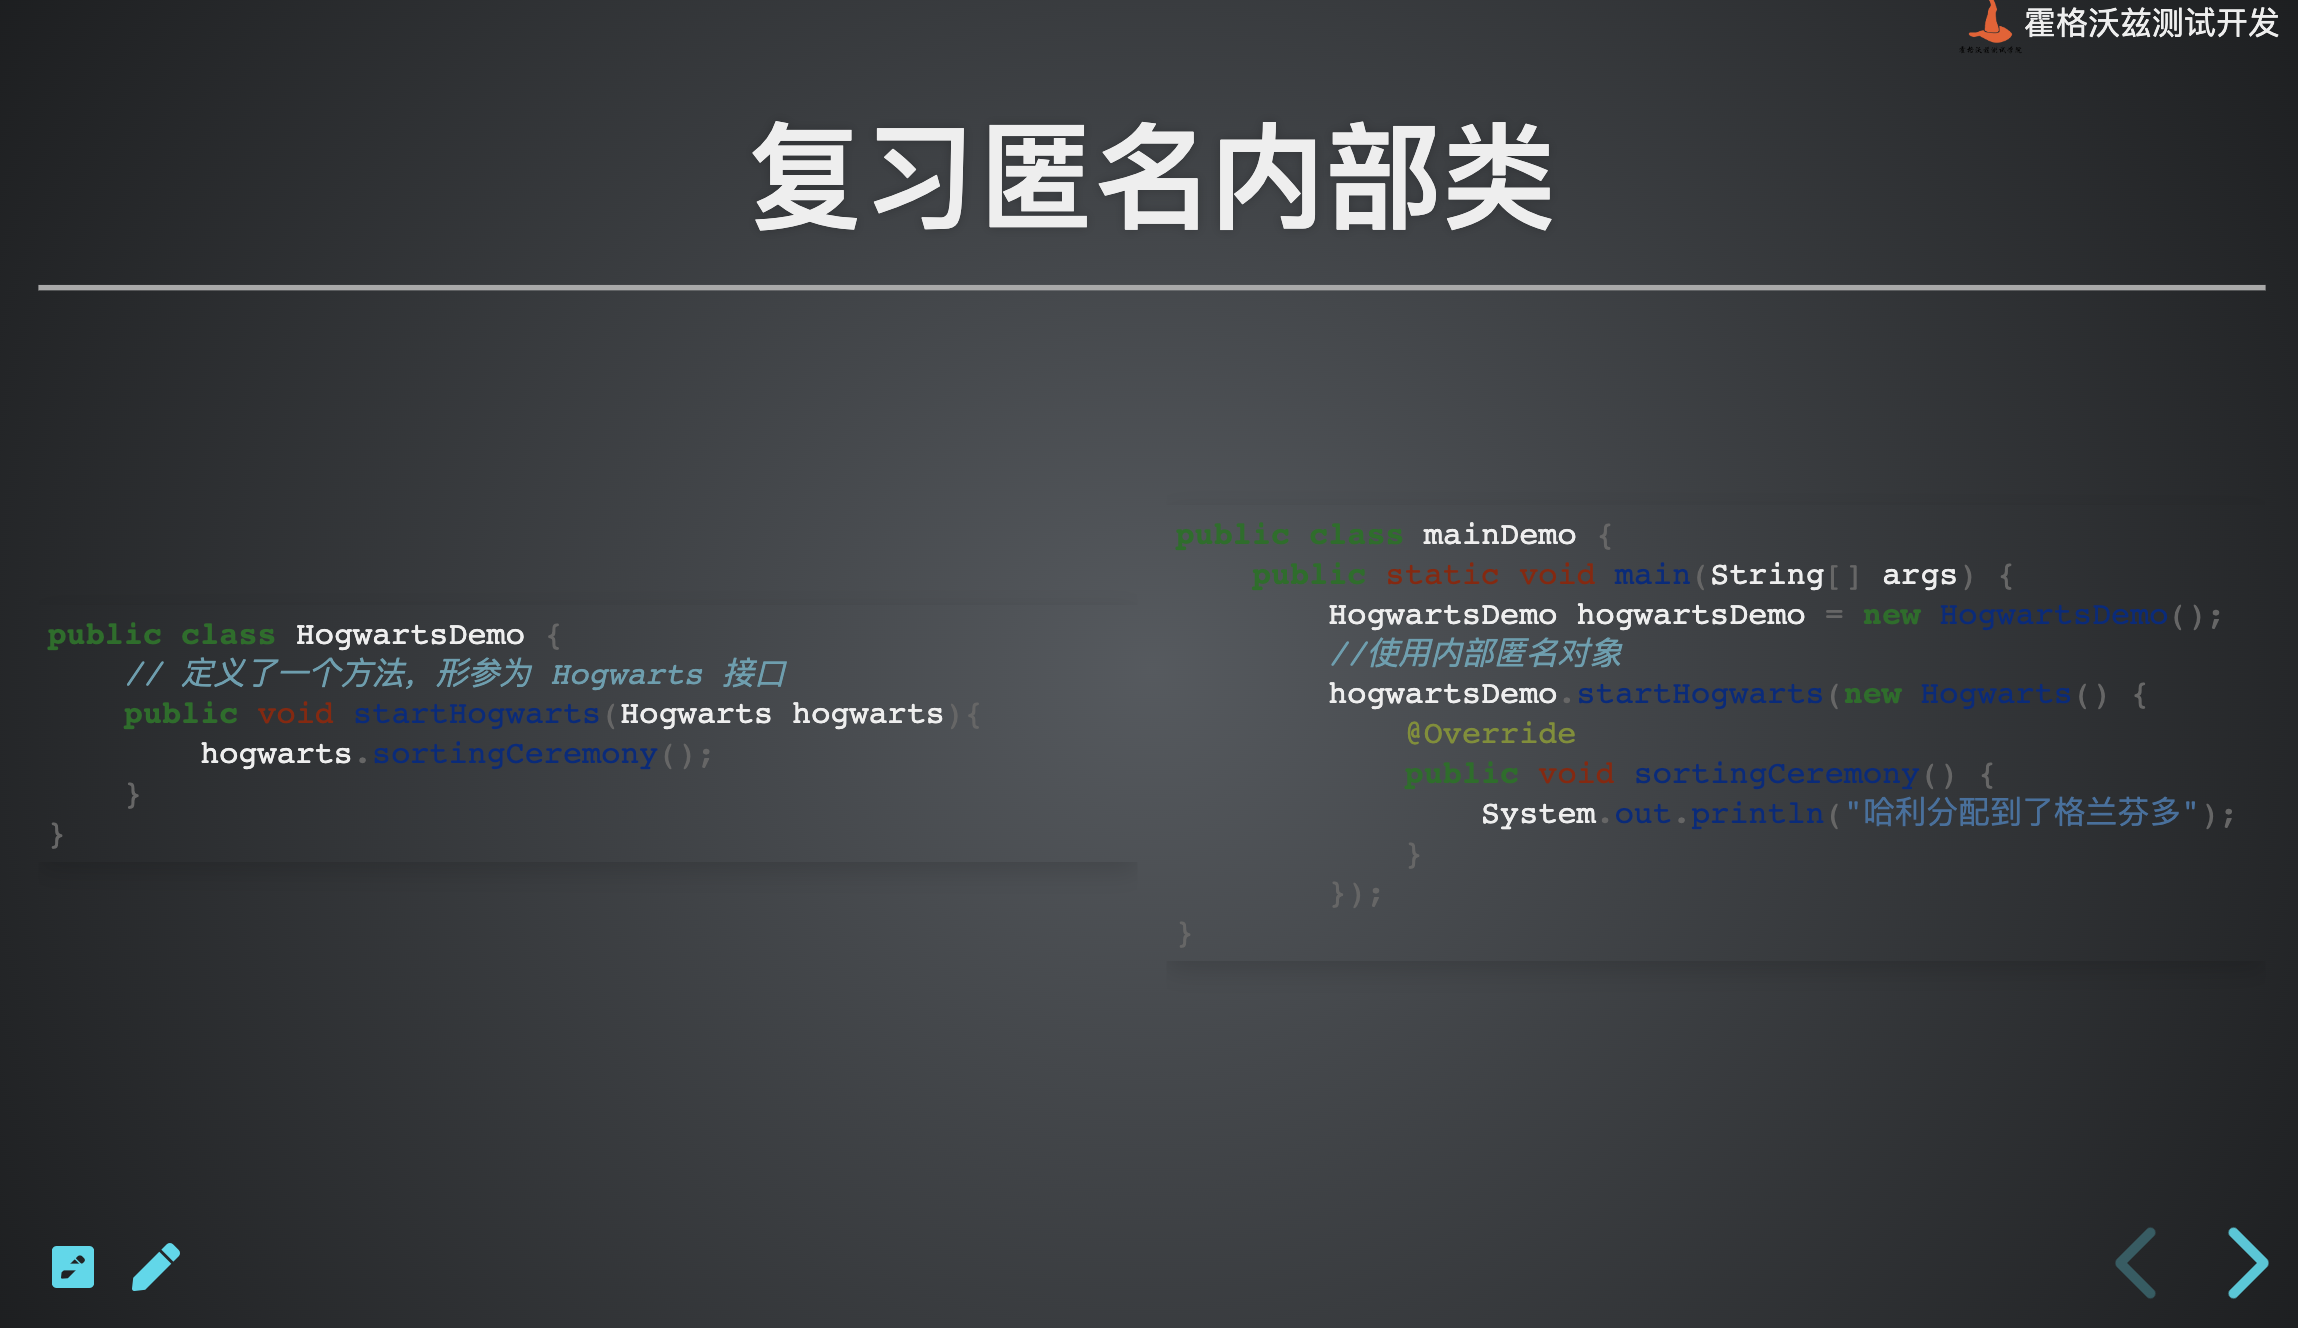 霍格沃兹测试开发
复习匿名内部类
public class HogwartsDemo {
    // 定义了一个方法，形参为 Hogwarts 接口
    public void startHogwarts(Hogwarts hogwarts){
        hogwarts.sortingCeremony();
    }
}
public class mainDemo {
    public static void main(String[] args) {
        HogwartsDemo hogwartsDemo = new HogwartsDemo();
        //使用内部匿名对象
        hogwartsDemo.startHogwarts(new Hogwarts() {
            @Override
            public void sortingCeremony() {
                System.out.println("哈利分配到了格兰芬多");
            }
        });
}